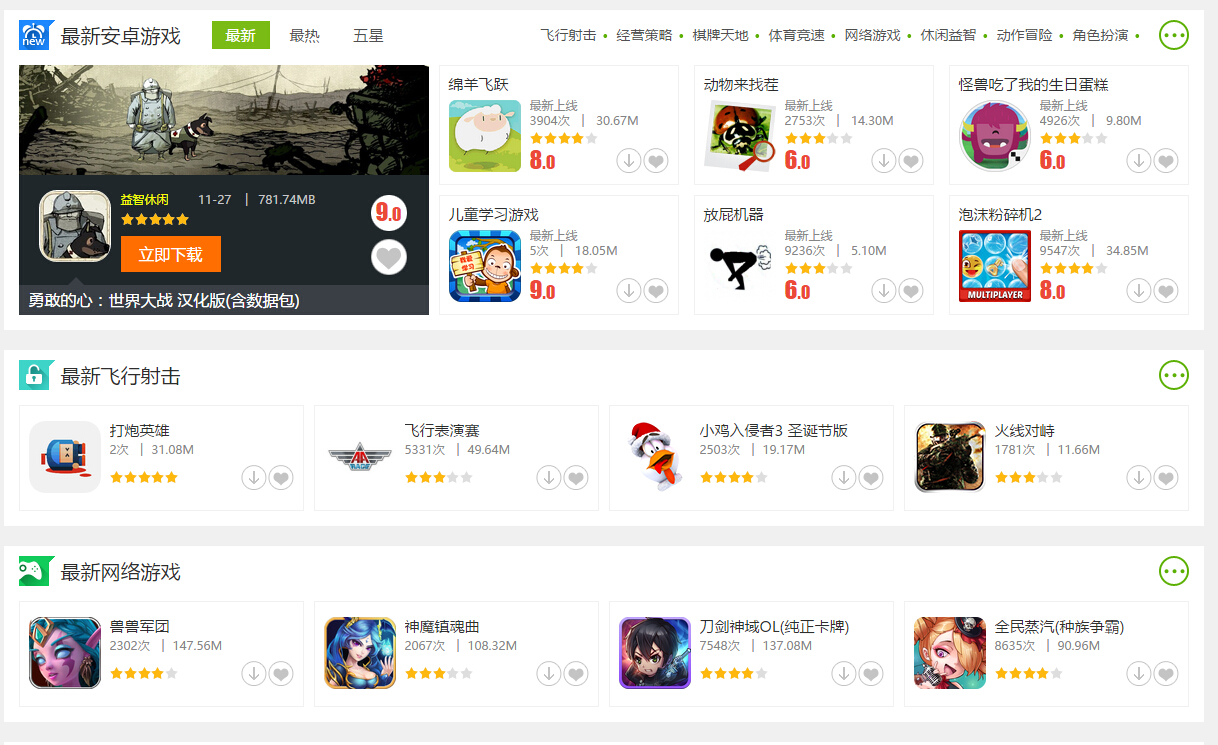 new
最新安卓游戏
最新 最热 五星
飞行射击 • 经营策略 • 棋牌天地 • 体育竞速 • 网络游戏 • 休闲益智 • 动作冒险 • 角色扮演 •
益智休闲 11-27 | 781.74MB
9.0
立即下载
勇敢的心：世界大战 汉化版(含数据包)
绵羊飞跃
最新上线
3904次 | 30.67M
8.0
动物来找茬
最新上线
2753次 | 14.30M
6.0
怪兽吃了我的生日蛋糕
最新上线
4926次 | 9.80M
6.0
儿童学习游戏
我爱
学习
最新上线
5次 | 18.05M
9.0
放屁机器
最新上线
9236次 | 5.10M
6.0
泡沫粉碎机2
MULTIPLAYER
最新上线
9547次 | 34.85M
8.0
最新飞行射击
打炮英雄
2次 | 31.08M
飞行表演赛
5331次 | 49.64M
小鸡入侵者3 圣诞节版
2503次 | 19.17M
火线对峙
1781次 | 11.66M
最新网络游戏
兽兽军团
2302次 | 147.56M
神魔镇魂曲
2067次 | 108.32M
刀剑神域OL(纯正卡牌)
7548次 | 137.08M
全民蒸汽(种族争霸)
8635次 | 90.96M